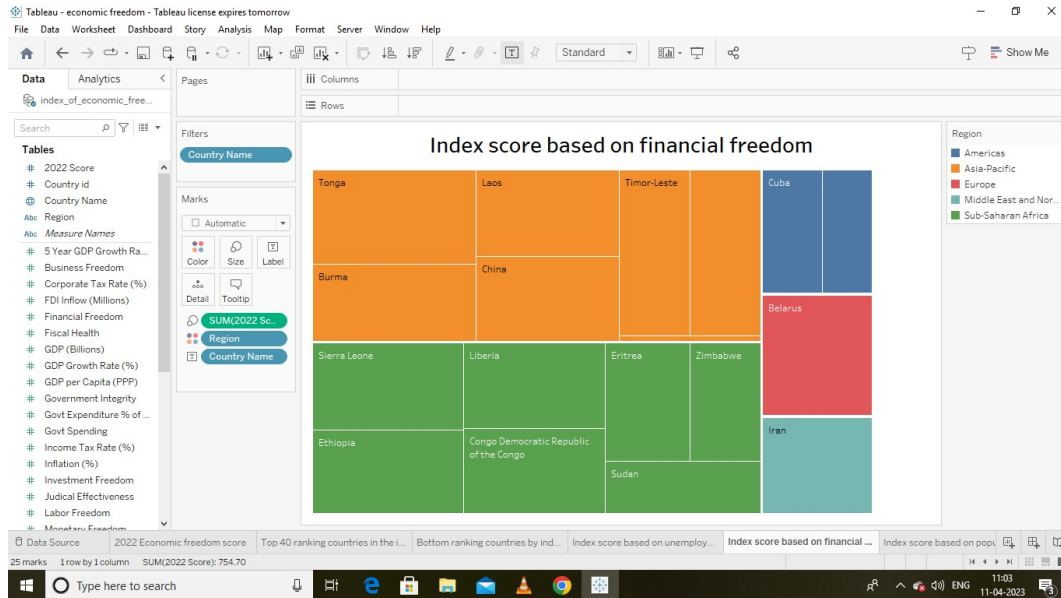 Tableau - economic freedom - Tableau license expires tomorrow
File Data Worksheet Dashboard Story Analysis Map Format Server Window Help
Standard
Show Me
Data Analytics
index_of_economic_free...
Search
Tables
# 2022 Score
# Country id
Country Name
Abc Region
Abc Measure Names
# 5 Year GDP Growth Ra...
# Business Freedom
# Corporate Tax Rate (%)
# FDI Inflow (Millions)
# Financial Freedom
# Fiscal Health
# GDP (Billions)
# GDP Growth Rate (%)
# GDP per Capita (PPP)
# Government Integrity
# Govt Expenditure % of ...
# Govt Spending
# Income Tax Rate (%)
# Inflation (%)
# Investment Freedom
# Judical Effectiveness
# Labor Freedom
# Monetary Freedom
Pages
Filters
Country Name
Marks
Automatic
Color Size Label
Detail Tooltip
SUM(2022 Sc..
Region
Country Name
Columns
Rows
Index score based on financial freedom
Tonga
Laos
Timor-Leste
Cuba
Burma
China
Belarus
Sierra Leone
Liberia
Eritrea
Zimbabwe
Ethiopia
Congo Democratic Republic
of the Congo
Sudan
Iran
Region
Americas
Asia-Pacific
Europe
Middle East and Nor..
Sub-Saharan Africa
Data Source 2022 Economic freedom score Top 40 ranking countries in the i... Bottom ranking countries by ind... Index score based on unemploy... Index score based on financial ... Index score based on popu
25 marks 1 row by 1 column SUM(2022 Score): 754.70
Type here to search
ENG
11:03
11-04-2023
3